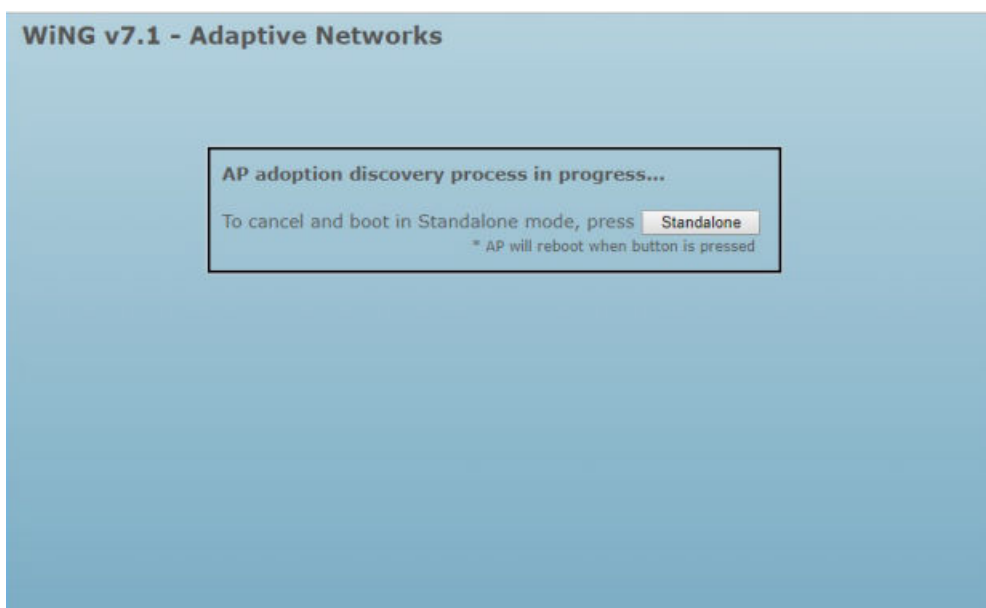 WiNG v7.1 - Adaptive Networks
AP adoption discovery process in progress...
To cancel and boot in Standalone mode, press Standalone
* AP will reboot when button is pressed